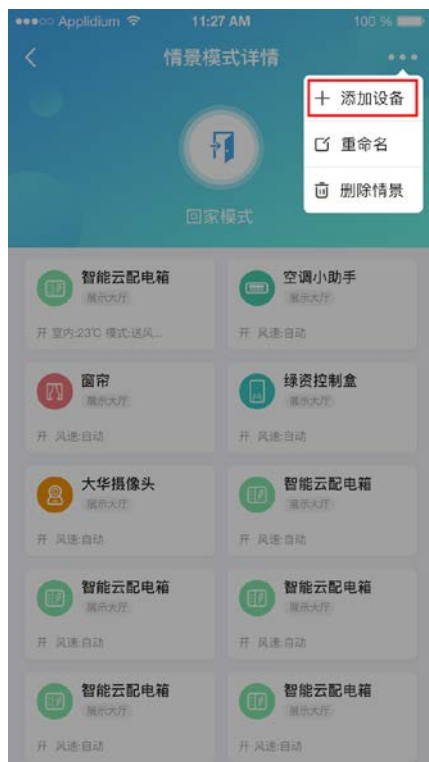 Applidium 11:27 AM 100 %
情景模式详情
添加设备
重命名
删除情景
回家模式
智能云配电箱 空调小助手
展示大厅 展示大厅
开 室内:23℃ 模式:送风... 开 风速:自动
窗帘 绿资控制盒
展示大厅 展示大厅
开 风速:自动 开 风速:自动
大华摄像头 智能云配电箱
展示大厅 展示大厅
开 风速:自动 开 风速:自动
智能云配电箱 智能云配电箱
展示大厅 展示大厅
开 风速:自动 开 风速:自动
智能云配电箱 智能云配电箱
展示大厅 展示大厅
开 风速:自动 开 风速:自动